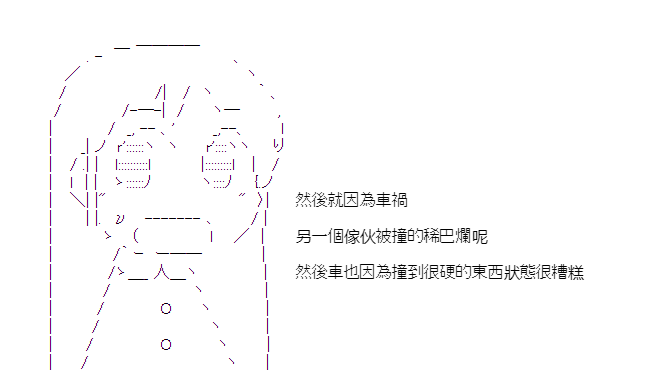 然後就因為車禍
另一個傢伙被撞的稀巴爛呢
然後車也因為撞到很硬的東西狀態很糟糕